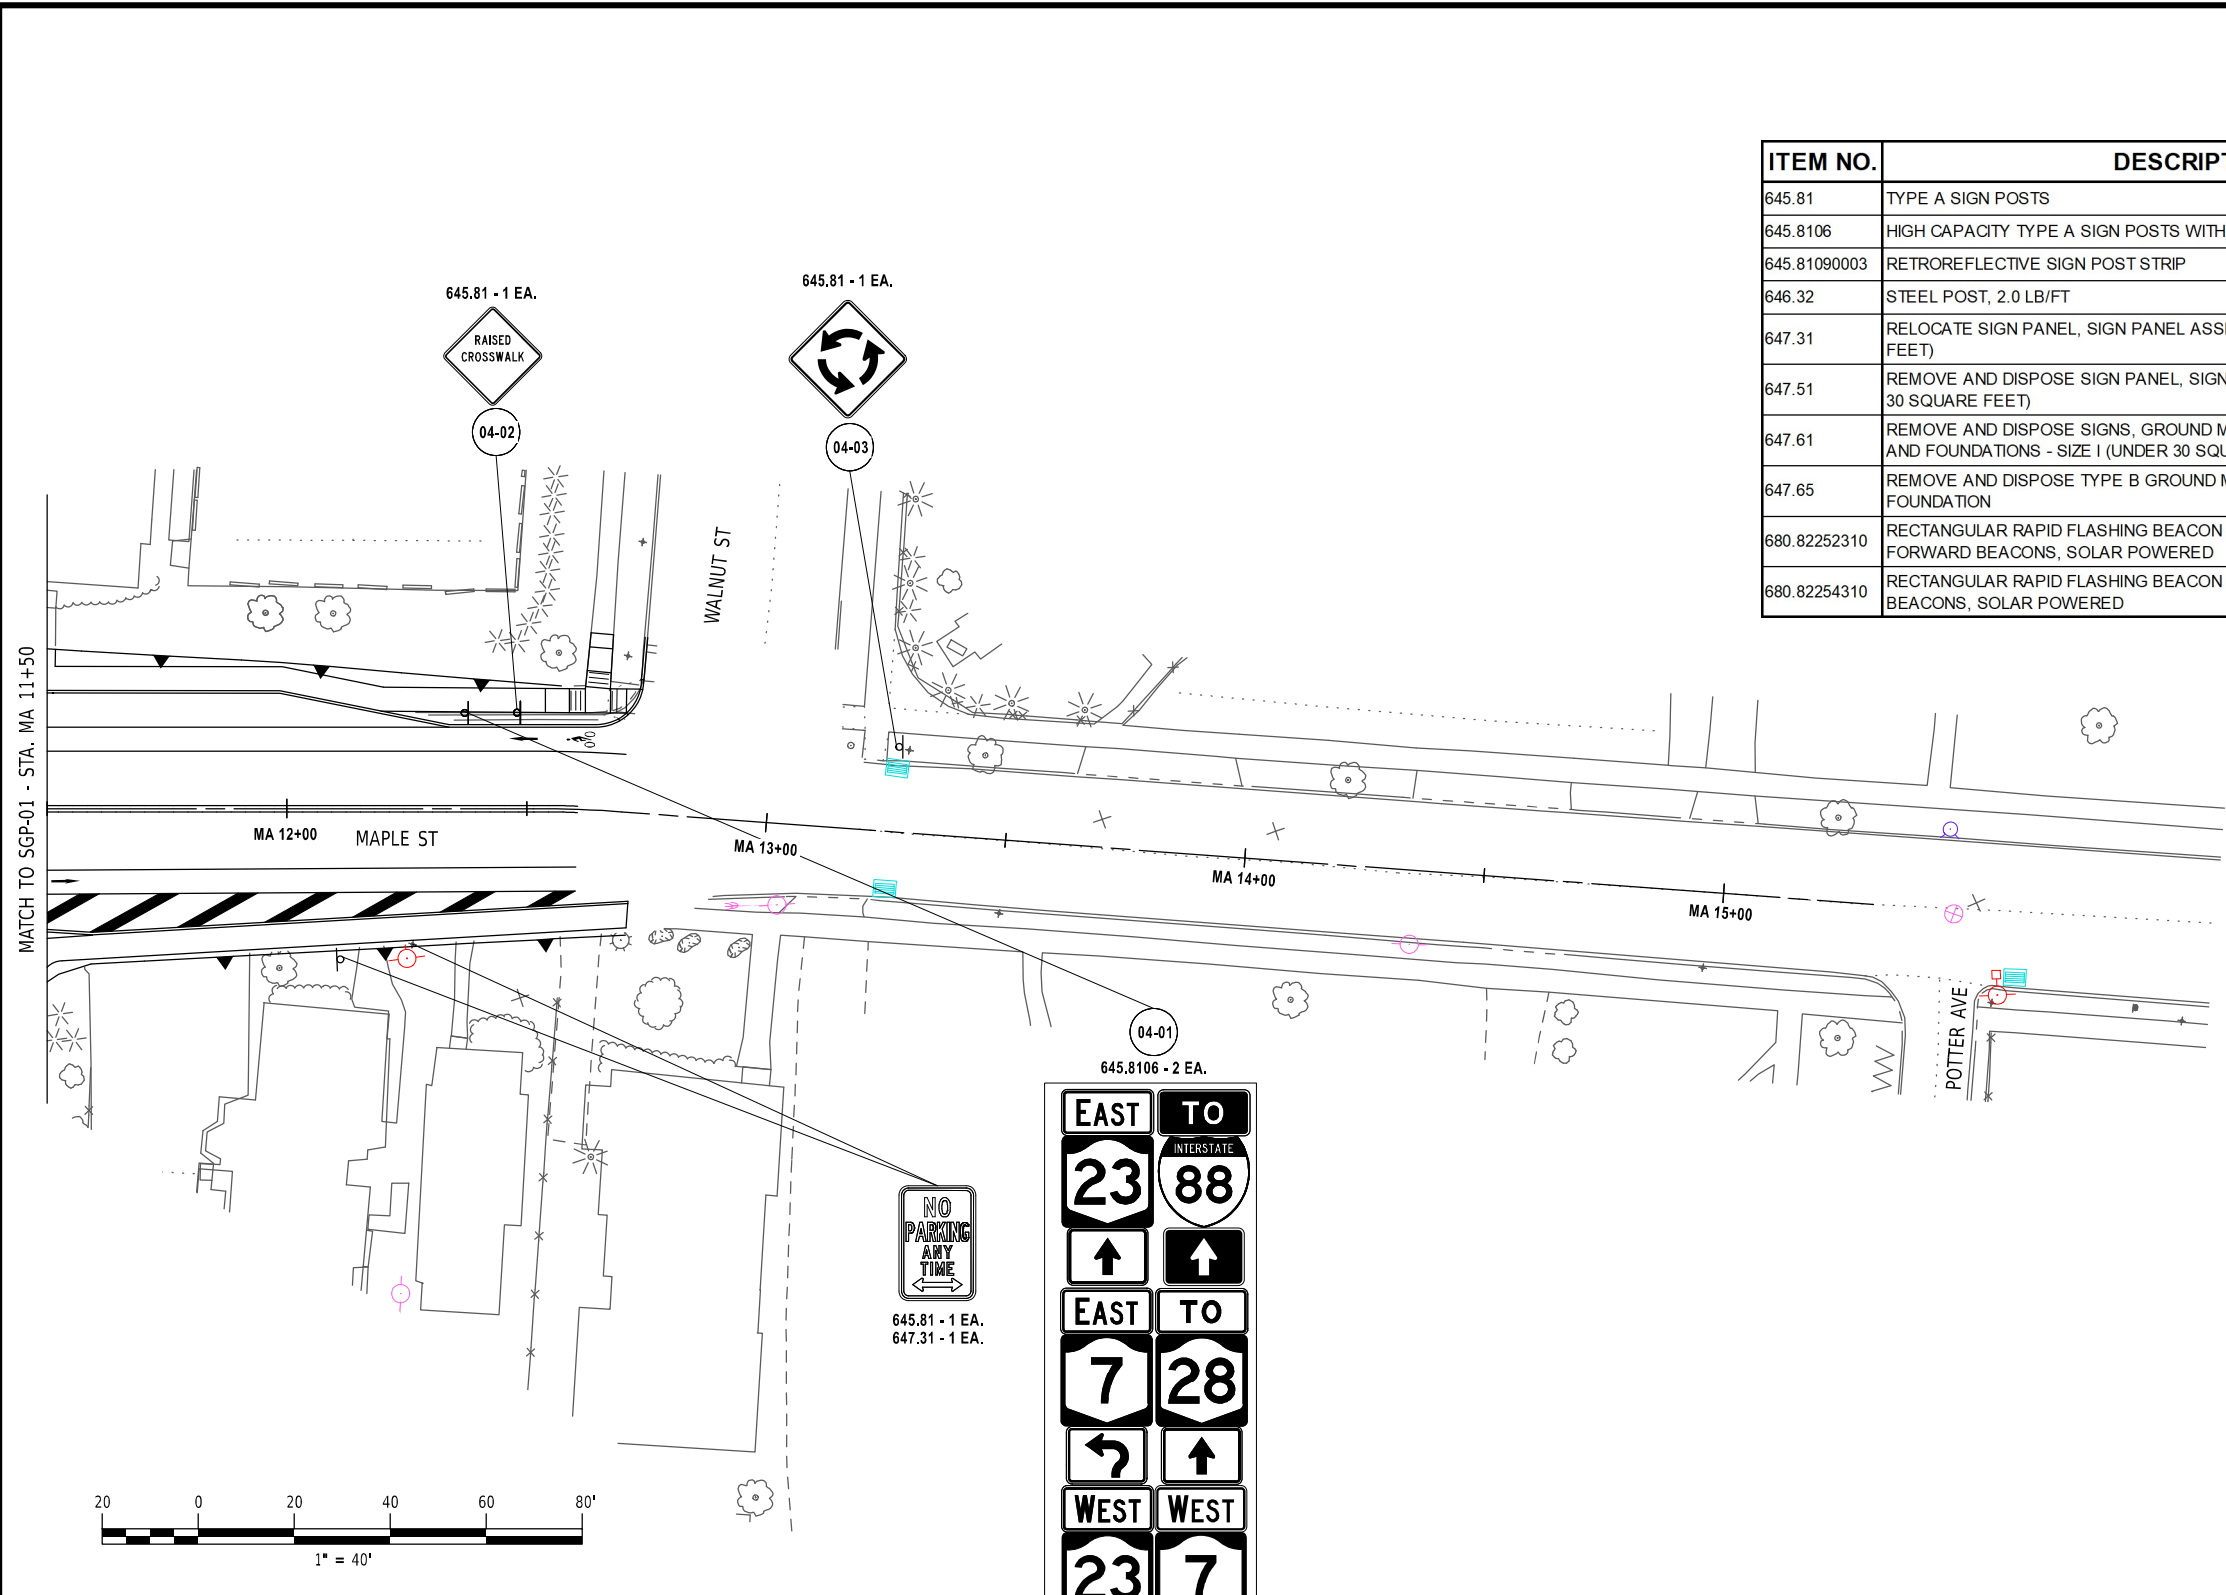 ITEM NO. DESCRIPT
645.81 TYPE A SIGN POSTS
645.8106 HIGH CAPACITY TYPE A SIGN POSTS WITH
645.81090003 RETROREFLECTIVE SIGN POST STRIP
646.32 STEEL POST, 2.0 LB/FT
647.31 RELOCATE SIGN PANEL, SIGN PANEL ASS
FEET)
647.51 REMOVE AND DISPOSE SIGN PANEL, SIGN
30 SQUARE FEET)
647.61 REMOVE AND DISPOSE SIGNS, GROUND M
AND FOUNDATIONS - SIZE I (UNDER 30 SQU
647.65 REMOVE AND DISPOSE TYPE B GROUND M
FOUNDATION
680.82252310 RECTANGULAR RAPID FLASHING BEACON
FORWARD BEACONS, SOLAR POWERED
680.82254310 RECTANGULAR RAPID FLASHING BEACON
BEACONS, SOLAR POWERED
645.81 - 1 EA.
RAISED
CROSSWALK
04-02
645.81 - 1 EA.
04-03
WALNUT ST
MATCH TO SGP-01 - STA. MA 11+50
MA 12+00
MAPLE ST
MA 13+00
MA 14+00
MA 15+00
POTTER AVE
04-01
645.8106 - 2 EA.
EAST TO
INTERSTATE
23 88
EAST TO
7 28
WEST WEST
23 7
NO
PARKING
ANY
TIME
645.81 - 1 EA.
647.31 - 1 EA.
20 0 20 40 60 80'
1" = 40'